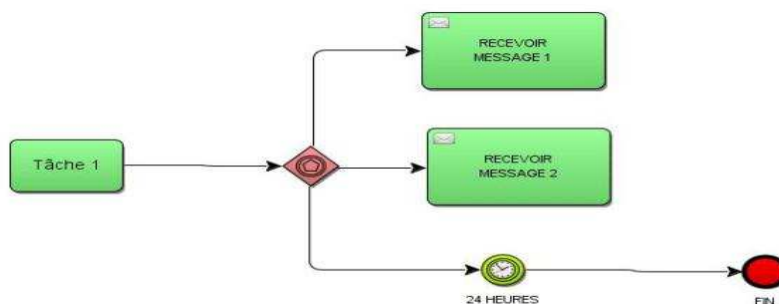 RECEVOIR
MESSAGE 1
Tâche 1
RECEVOIR
MESSAGE 2
24 HEURES
FIN